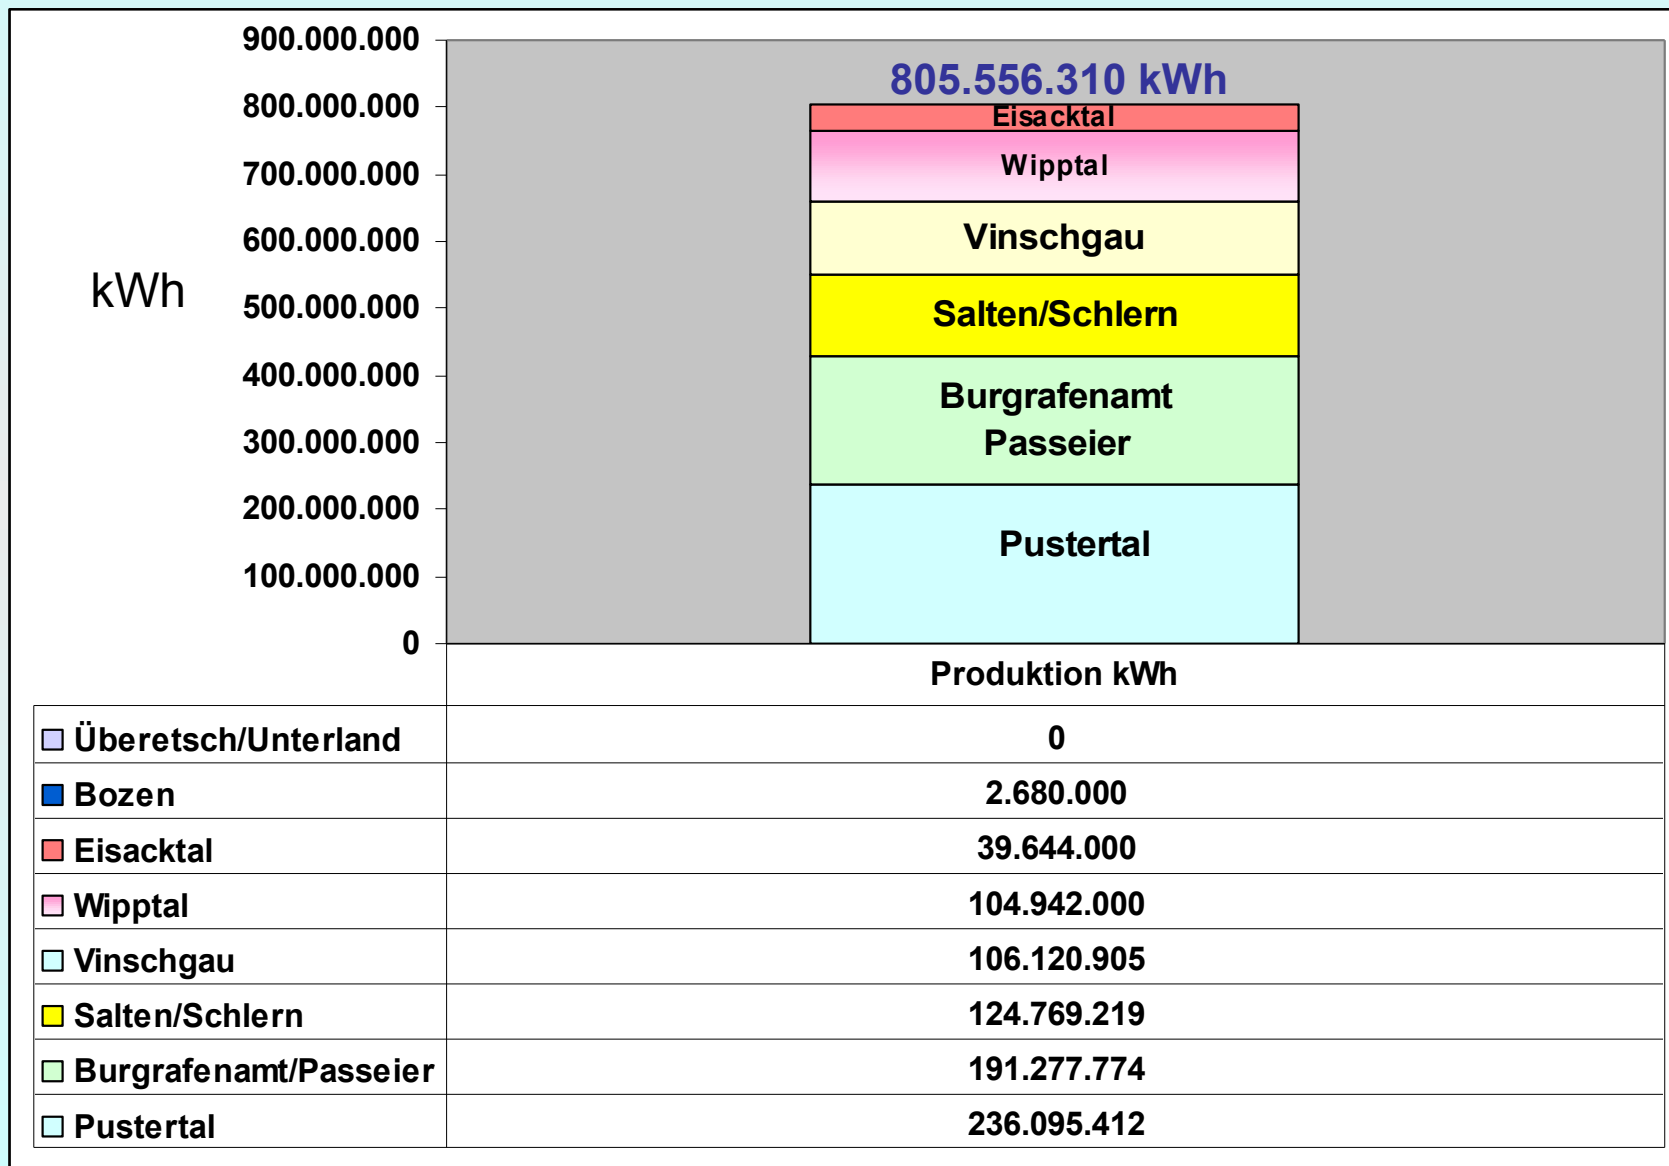 900.000.000
800.000.000
700.000.000
600.000.000
500.000.000
400.000.000
300.000.000
200.000.000
100.000.000
0
kWh
805.556.310 kWh
Eisacktal
Wipptal
Vinschgau
Salten/Schlern
Burgrafenamt
Passeier
Pustertal
Produktion kWh
Überetsch/Unterland 0
Bozen 2.680.000
Eisacktal 39.644.000
Wipptal 104.942.000
Vinschgau 106.120.905
Salten/Schlern 124.769.219
Burgrafenamt/Passeier 191.277.774
Pustertal 236.095.412